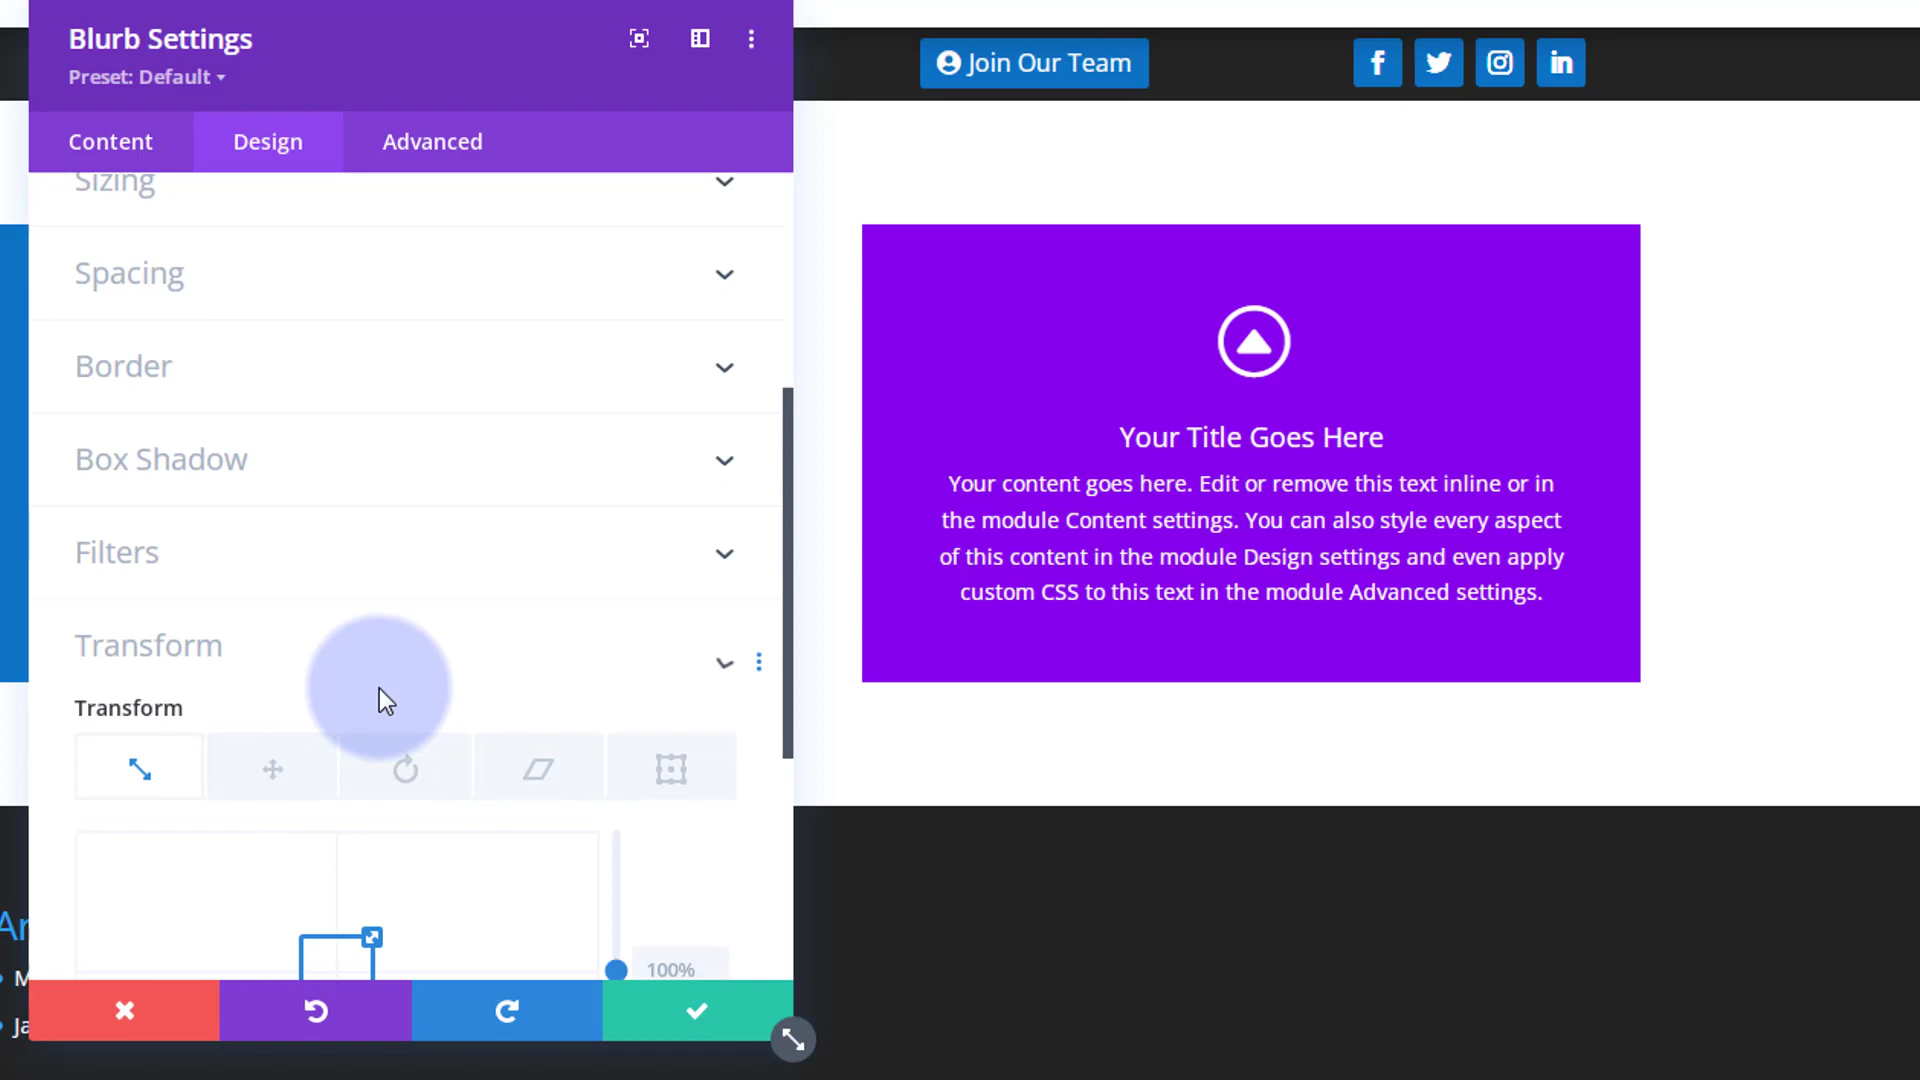 Blurb Settings
Preset: Default
Content
Design
Advanced
Sizing
Spacing
Border
Box Shadow
Filters
Transform
Transform
100%
Join Our Team
Your Title Goes Here
Your content goes here. Edit or remove this text inline or in
the module Content settings. You can also style every aspect
of this content in the module Design settings and even apply
custom CSS to this text in the module Advanced settings.